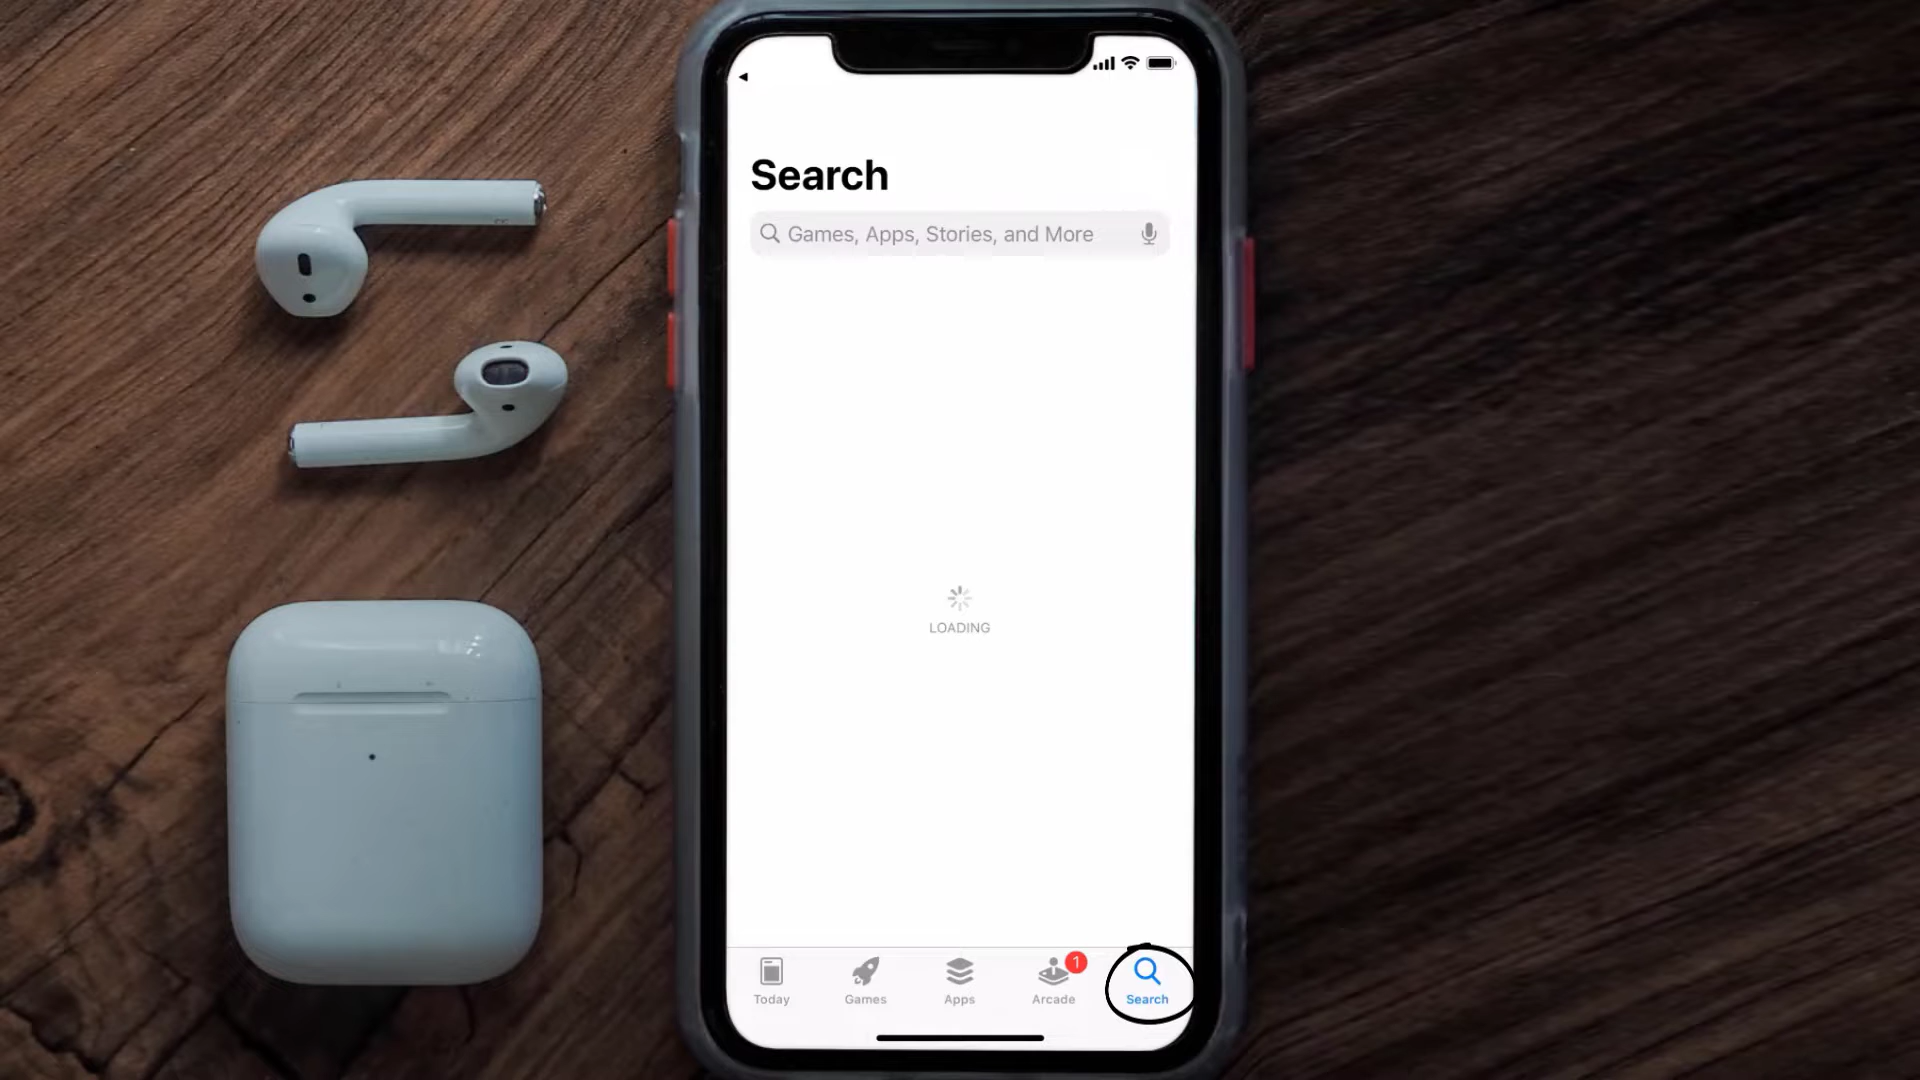 Search
Games, Apps, Stories, and More
LOADING
1
Today
Games
Apps
Arcade
Search